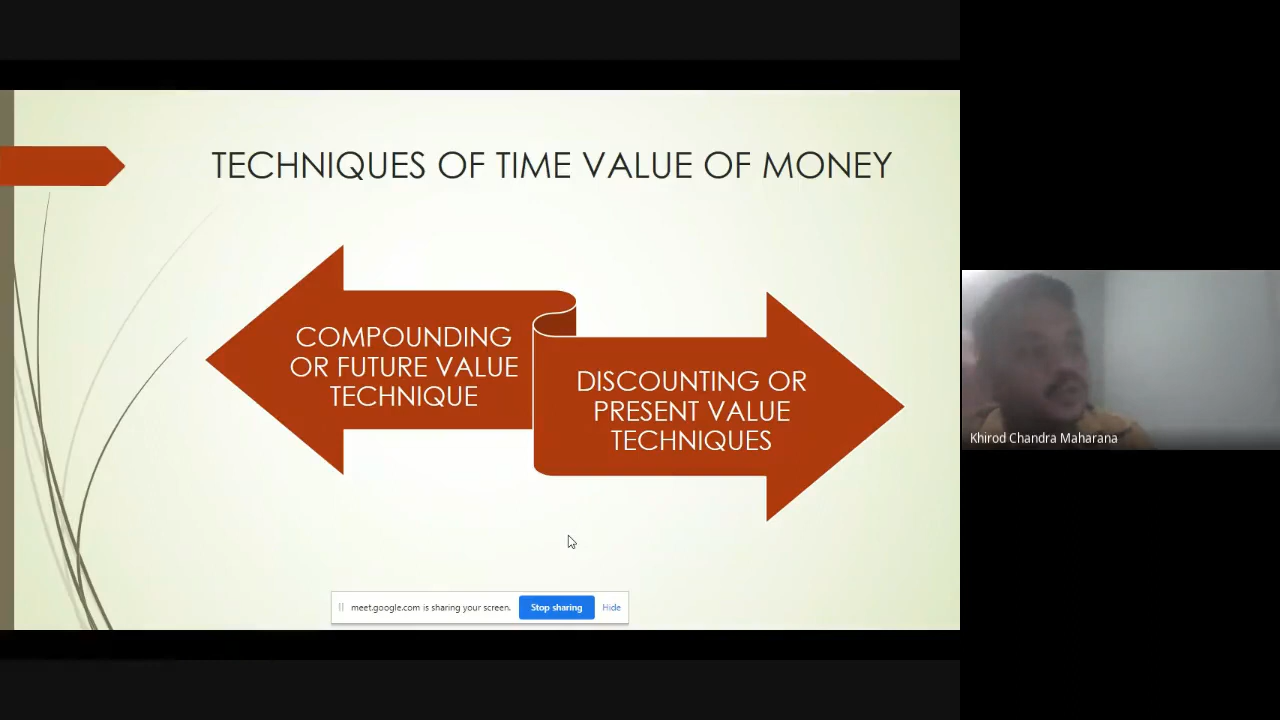 TECHNIQUES OF TIME VALUE OF MONEY
COMPOUNDING
OR FUTURE VALUE
TECHNIQUE
DISCOUNTING OR
PRESENT VALUE
TECHNIQUES
Khirod Chandra Maharana
meet.google.com is sharing your screen.
Stop sharing
Hide